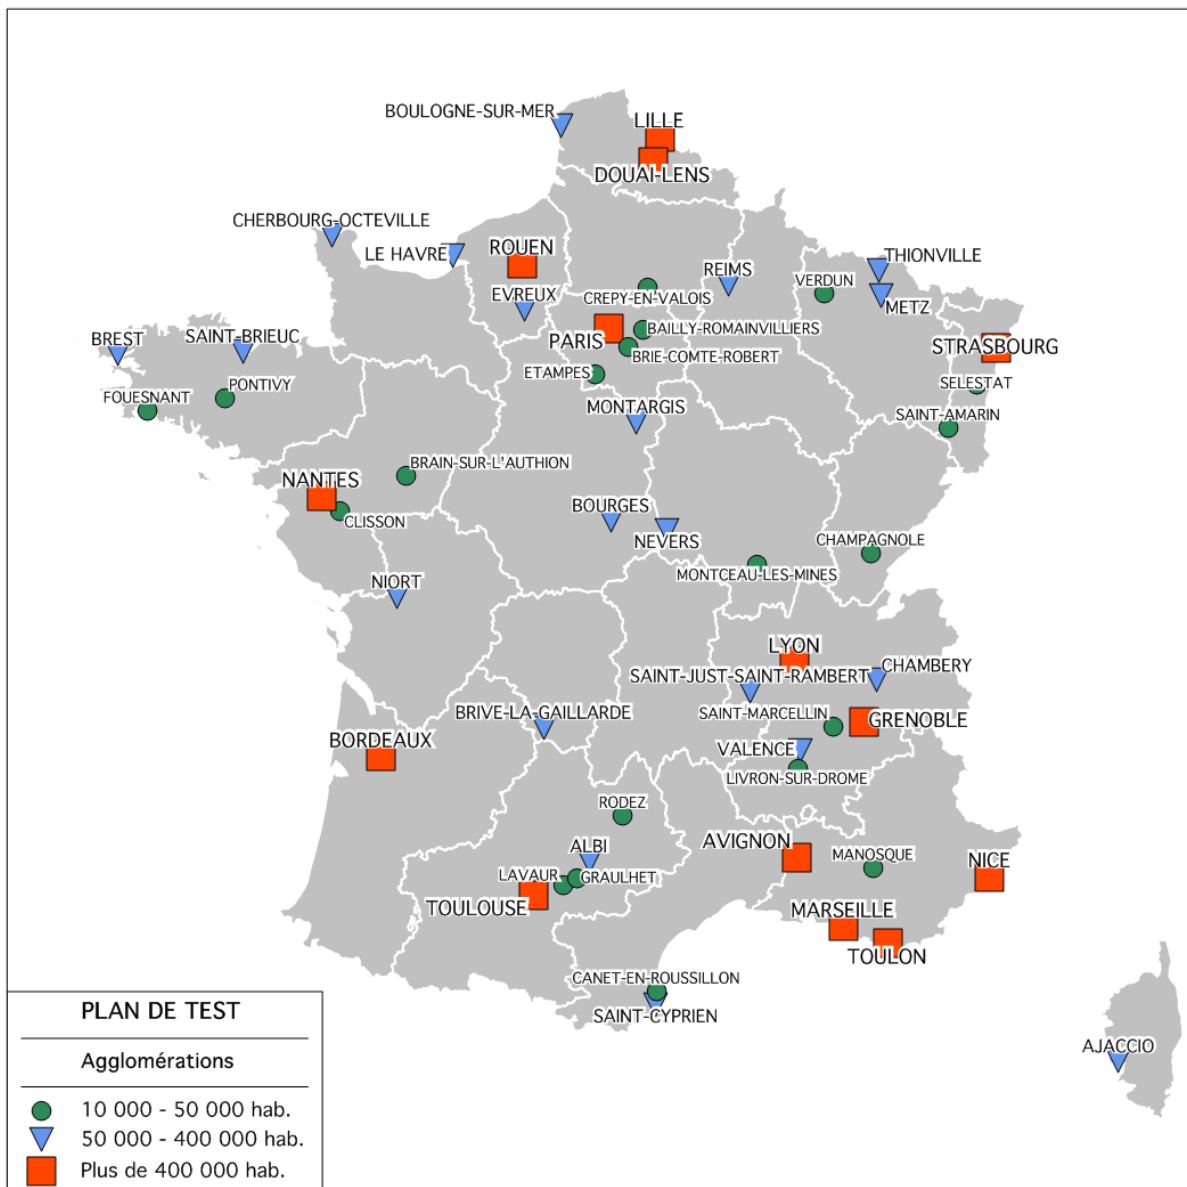 BOULOGNE-SUR-MER
LILLE
DOUAI-LENS
CHERBOURG-OCTEVILLE
LE HAVRE
ROUEN
THIONVILLE
REIMS
VERDUN
EVREUX
CREPY-EN-VALOIS
METZ
BREST
SAINT-BRIEUC
PARIS
BAILLY-ROMAINVILLIERS
STRASBOURG
BRIE-COMTE-ROBERT
ETAMPES
FOUESNANT
PONTIVY
SELESTAT
MONTARGIS
SAINT-AMARIN
BRAIN-SUR-L'AUTHION
NANTES
CLISSON
BOURGES
NEVERS
CHAMPAGNOLE
MONTCEAU-LES-MINES
NIORT
LYON
CHAMBERY
SAINT-JUST-SAINT-RAMBERT
BRIVE-LA-GAILLARDE
SAINT-MARCELLIN
GRENOBLE
BORDEAUX
VALENCE
LIVRON-SUR-DROME
RODEZ
AVIGNON
ALBI
MANOSQUE
NICE
LAVAUR
GRAULHET
TOULOUSE
MARSEILLE
TOULON
CANET-EN-ROUSSILLON
SAINT-CYPRIEN
AJACCIO
PLAN DE TEST
Agglomérations
10 000 - 50 000 hab.
50 000 - 400 000 hab.
Plus de 400 000 hab.